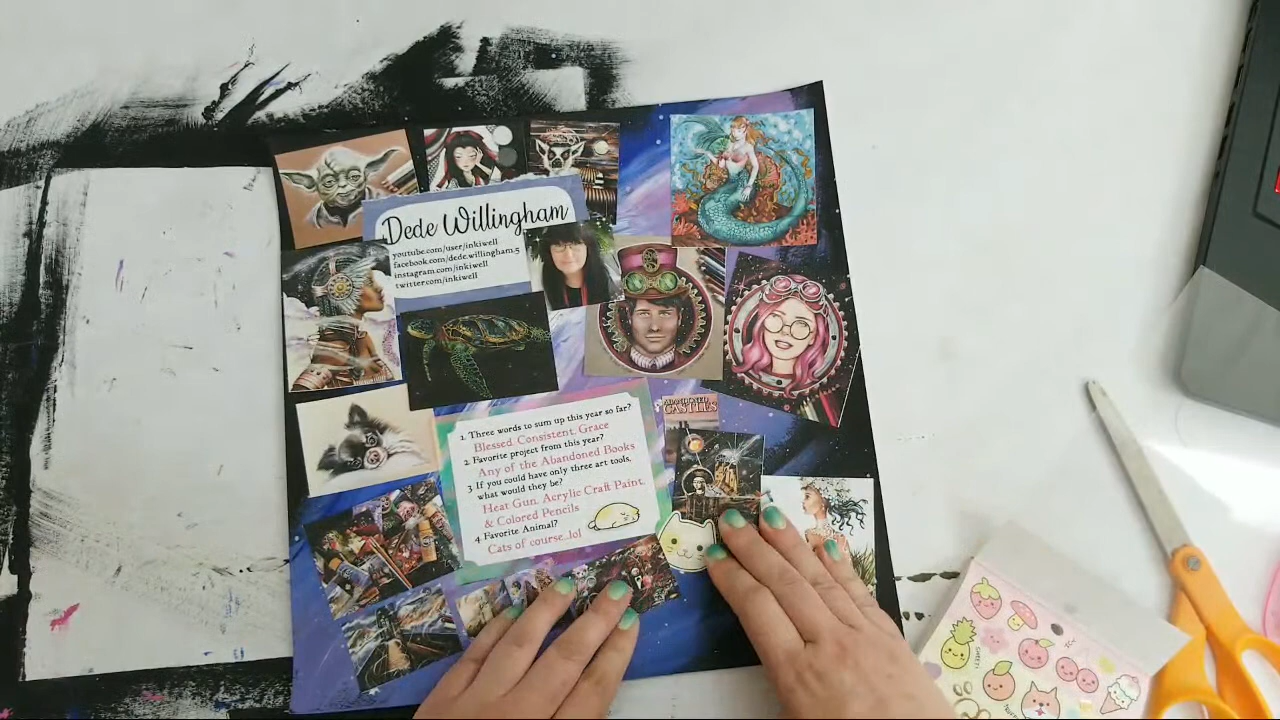 Dede Willingham
youtube.com/user/inkiwell
facebook.com/dede.willingham.5
instagram.com/inkiwell
twitter.com/inkiwell
ABANDONED
CASTLES
1. Three words to sum up this year so far?
Blessed, Consistent, Grace
2. Favorite project from this year?
Any of the Abandoned Books
3 If you could have only three art tools,
what would they be?
Heat Gun, Acrylic Craft Paint,
& Colored Pencils
4 Favorite Animal?
Cats of course..lol
SWEET